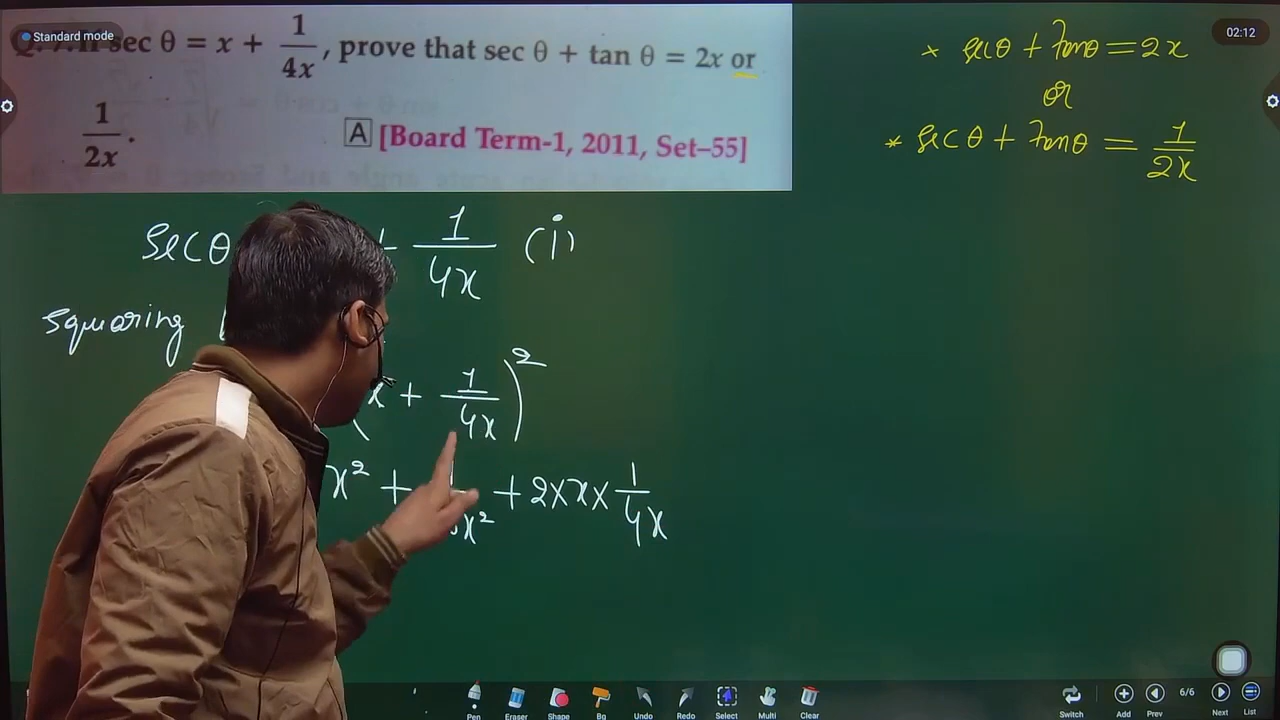 Standard mode
sec θ = x + 1/4x, prove that sec θ + tan θ = 2x or
1/2x.
A [Board Term-1, 2011, Set–55]
02:12
* secθ + tanθ = 2x
or
* secθ + tanθ = 1/2x
secθ + 1/4x (i)
squaring
(x + 1/4x)²
x² + x² + 2×x×1/4x
Pen Eraser Shape Bg Undo Redo Select Multi Clear
Switch Add Prev 6/6 Next List